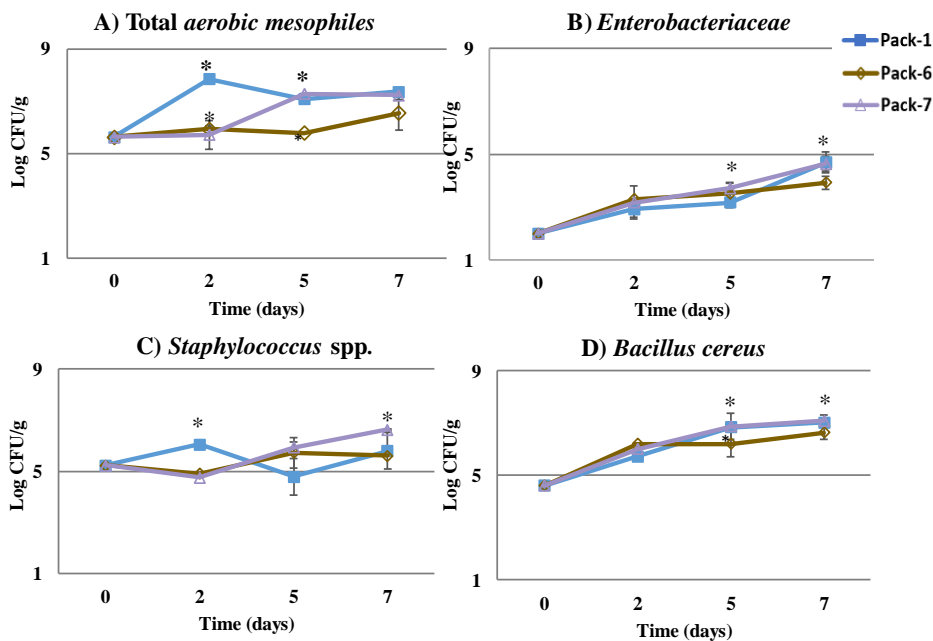 A) Total aerobic mesophiles
9
5
1
Log CFU/g
*
*
*
*
0 2 5 7
Time (days)
B) Enterobacteriaceae
9
5
1
Log CFU/g
*
*
0 2 5 7
Time (days)
Pack-1
Pack-6
Pack-7
C) Staphylococcus spp.
9
5
1
Log CFU/g
*
*
0 2 5 7
Time (days)
D) Bacillus cereus
9
5
1
Log CFU/g
*
*
*
0 2 5 7
Time (days)